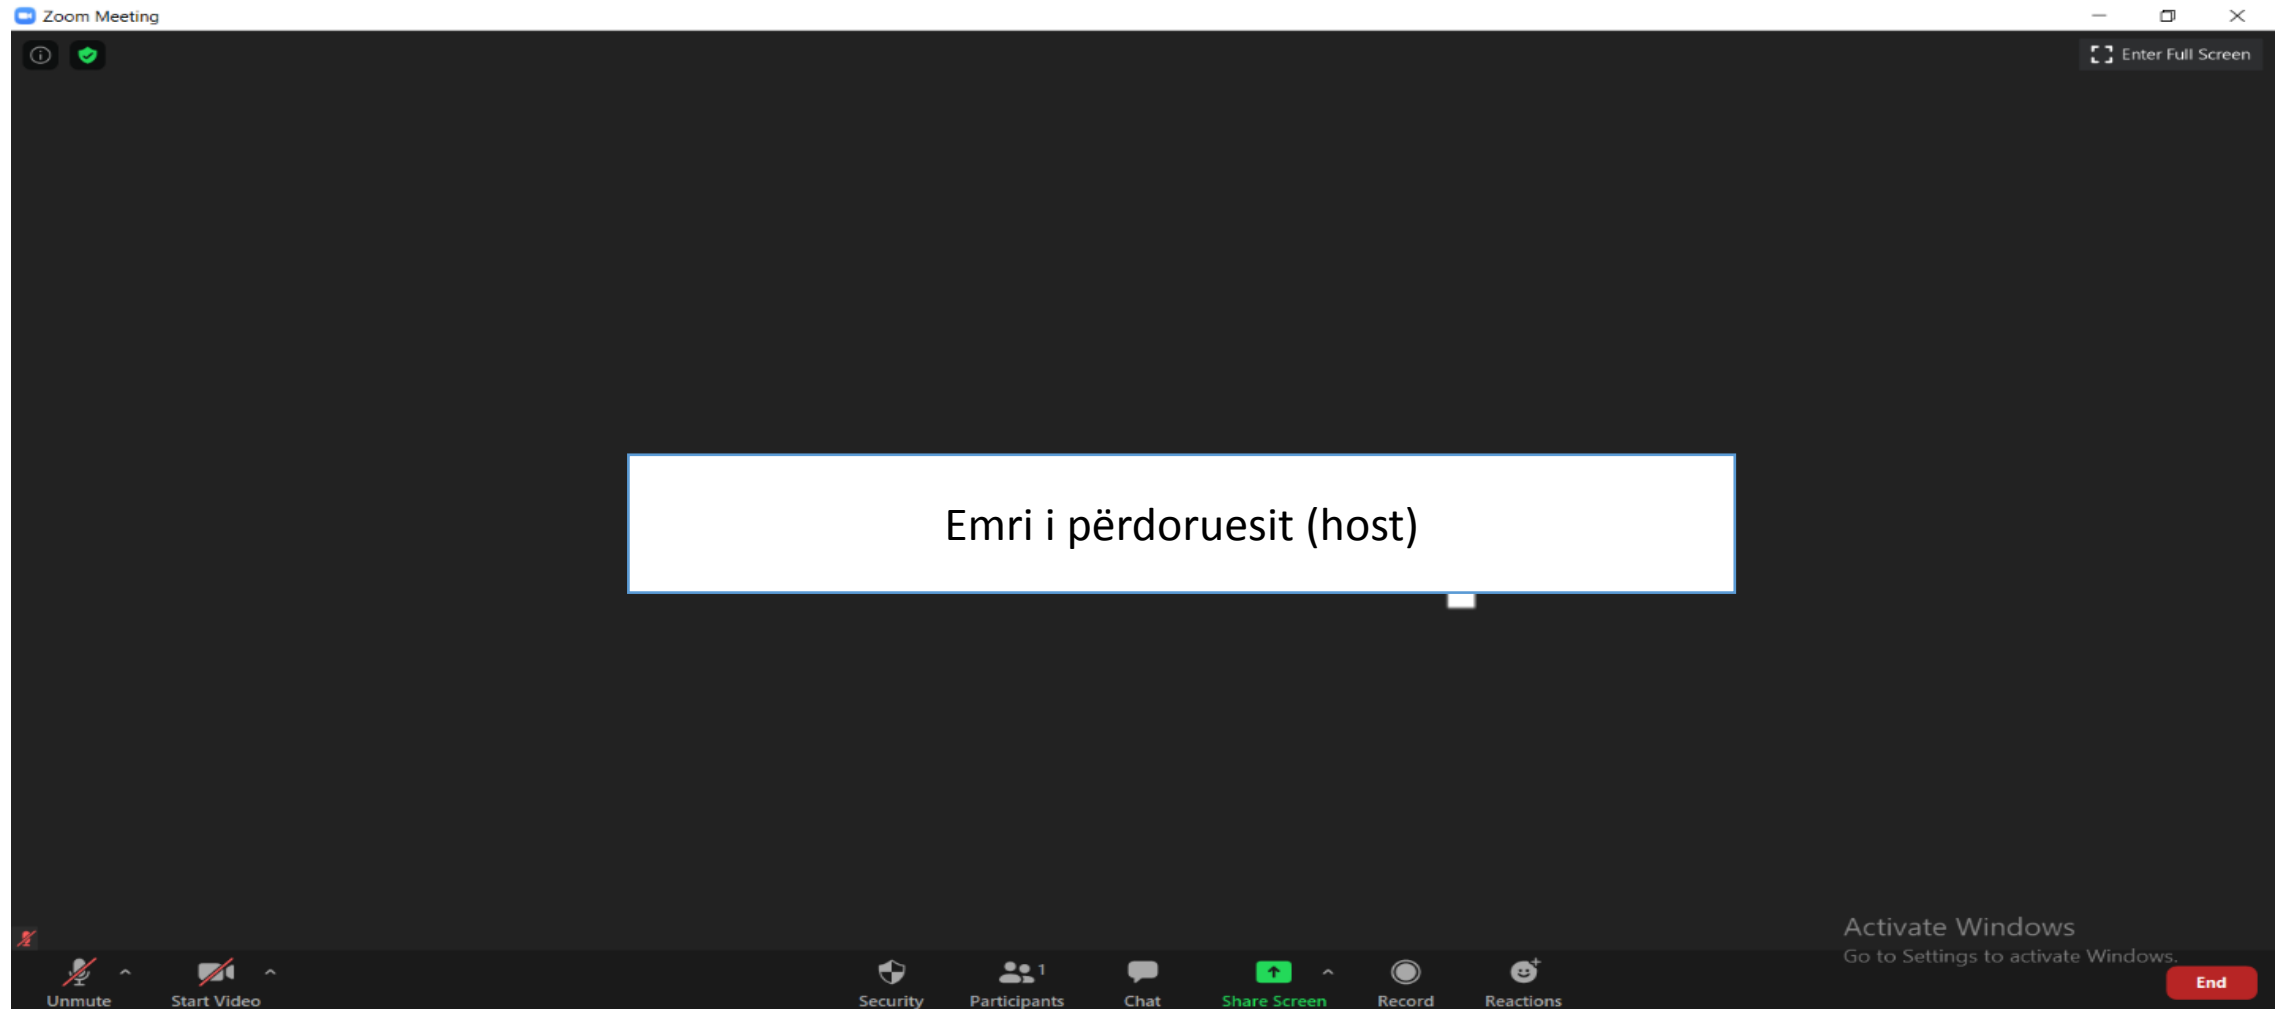 Zoom Meeting
Enter Full Screen
Emri i përdoruesit (host)
Activate Windows
Go to Settings to activate Windows.
1
Unmute Start Video Security Participants Chat Share Screen Record Reactions End